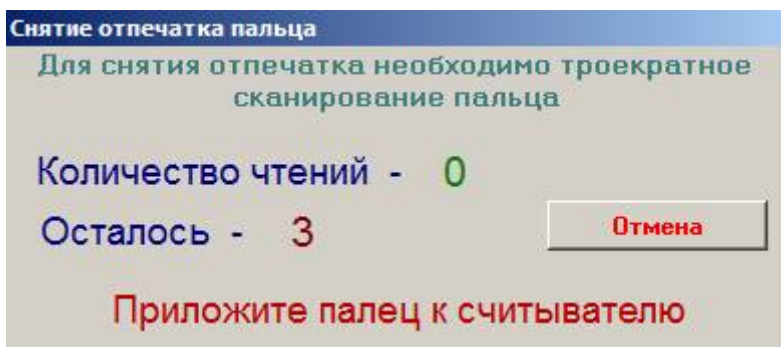 Снятие отпечатка пальца
Для снятия отпечатка необходимо троекратное
сканирование пальца
Количество чтений - 0
Осталось - 3
Отмена
Приложите палец к считывателю